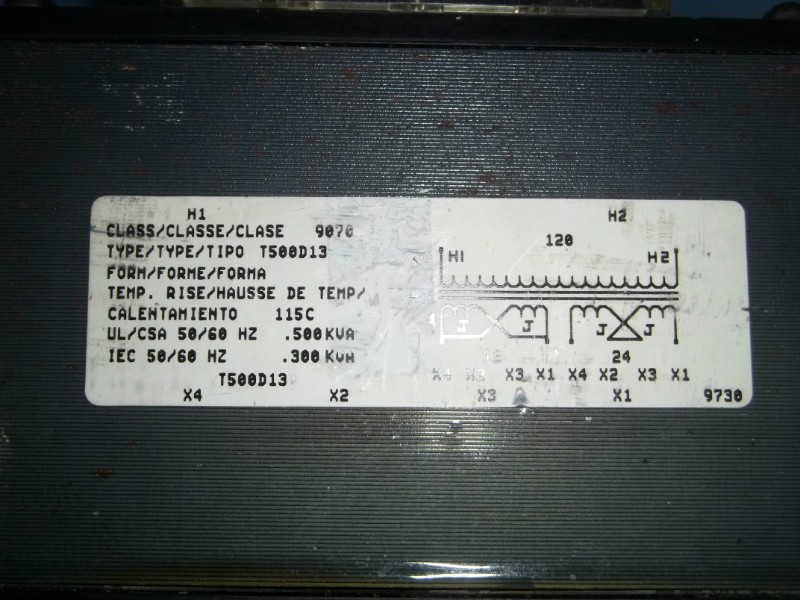 H1
H2
CLASS/CLASSE/CLASE 9070
TYPE/TYPE/TIPO T500D13
FORM/FORME/FORMA
TEMP. RISE/HAUSSE DE TEMP/
CALENTAMIENTO 115C
UL/CSA 50/60 HZ .500KVA
IEC 50/60 HZ .300KVA
T500D13
X4 X2 X3 X1
120
H1 H2
J J J J
24
X4 X3 X1 X4 X2 X3 X1
9730